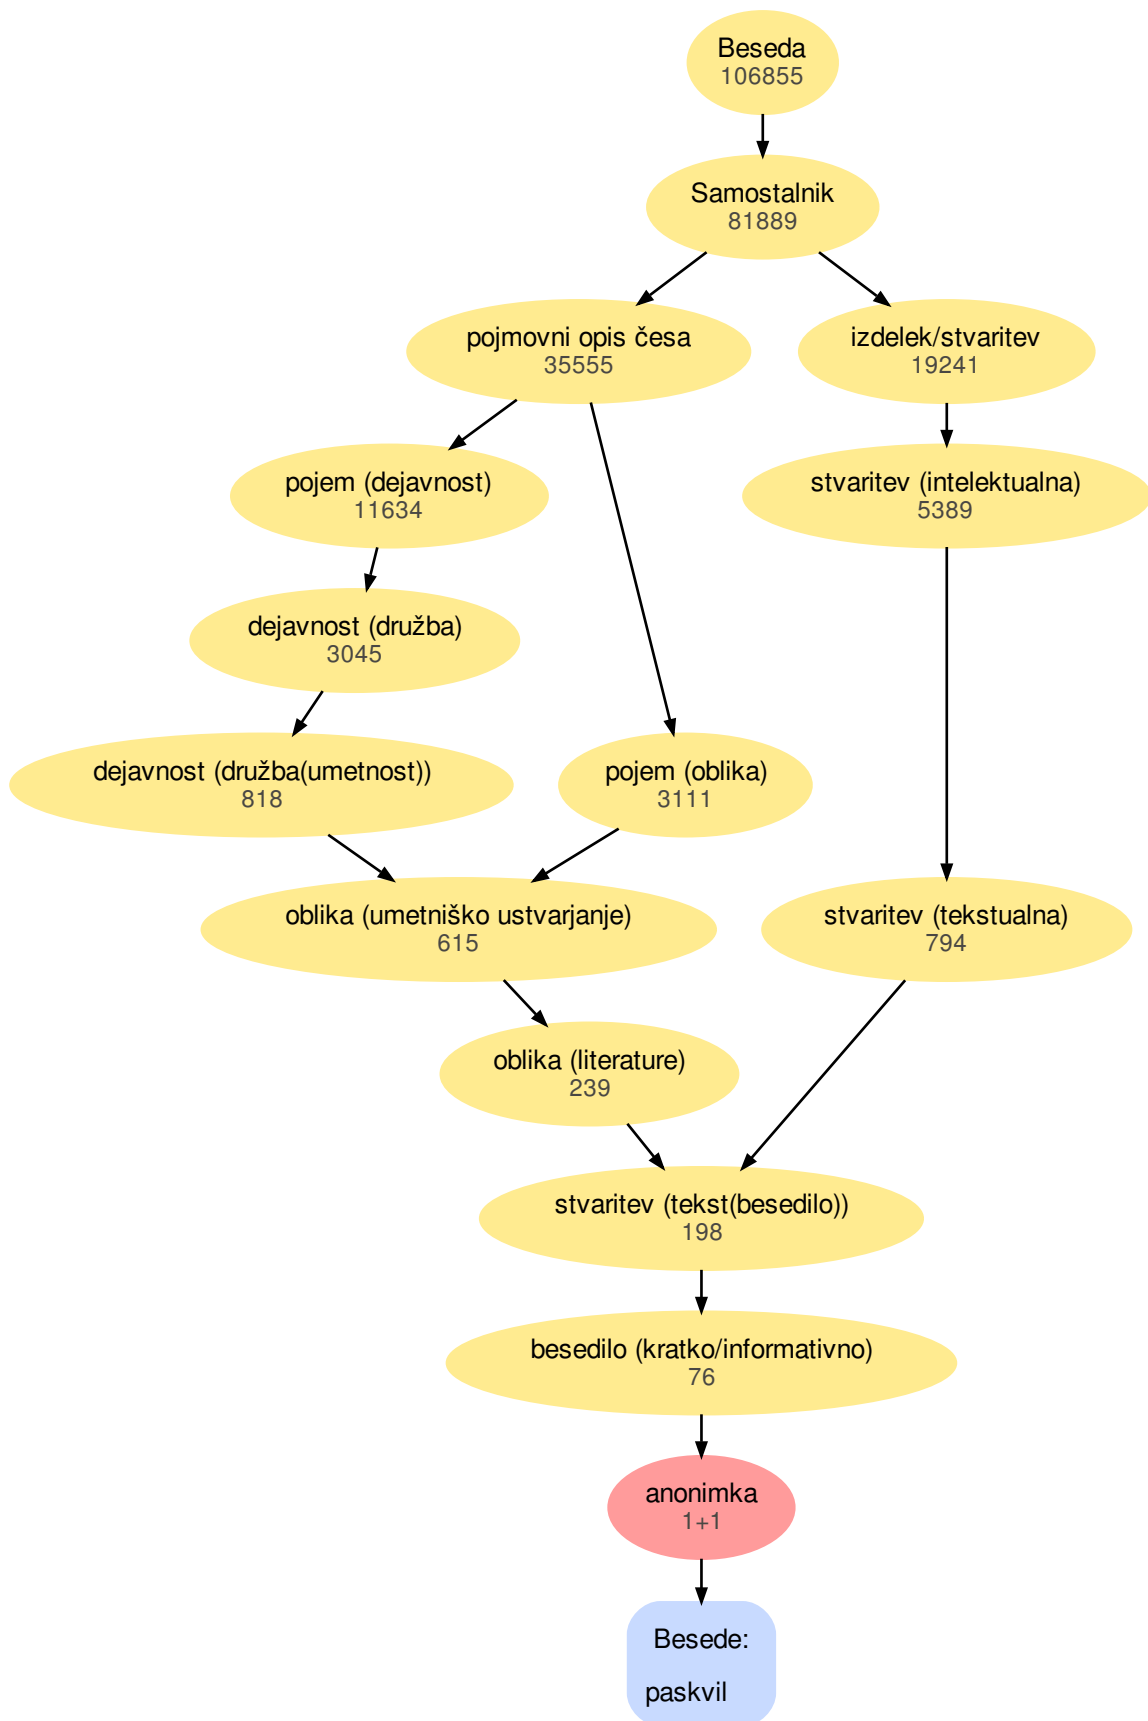 Beseda
106855
Samostalnik
81889
pojmovni opis česa
35555
izdelek/stvaritev
19241
pojem (dejavnost)
11634
stvaritev (intelektualna)
5389
dejavnost (družba)
3045
dejavnost (družba(umetnost))
818
pojem (oblika)
3111
oblika (umetniško ustvarjanje)
615
stvaritev (tekstualna)
794
oblika (literature)
239
stvaritev (tekst(besedilo))
198
besedilo (kratko/informativno)
76
anonimka
1+1
Besede:
paskvil